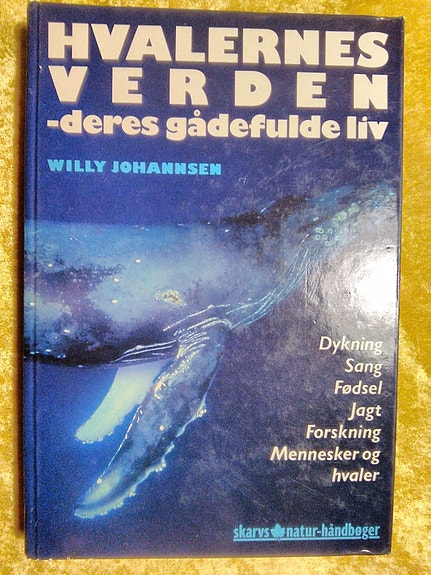 HVALERNES
VERDEN
-deres gådefulde liv
WILLY JOHANNSEN
Dykning
Sang
Fødsel
Jagt
Forskning
Mennesker og
hvaler
skarvs natur-håndbøger